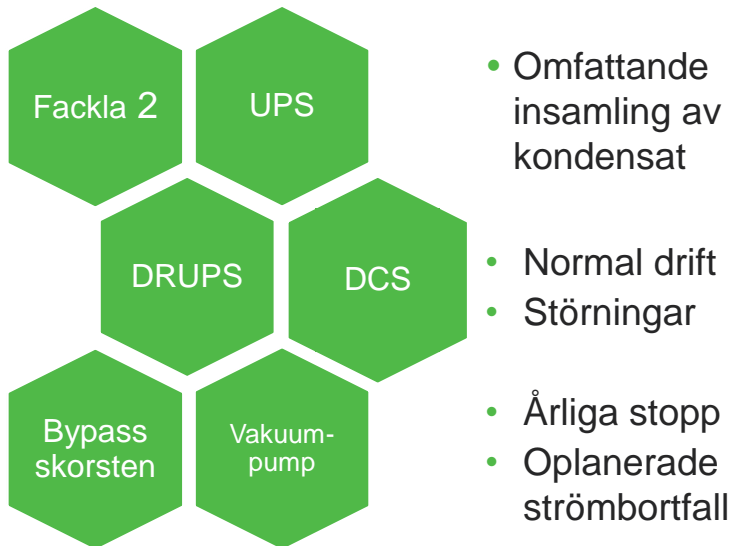 Fackla 2
UPS
DRUPS
DCS
Bypass
skorsten
Vakuum-
pump
• Omfattande
insamling av
kondensat
• Normal drift
• Störningar
• Årliga stopp
• Oplanerade
strömbortfall